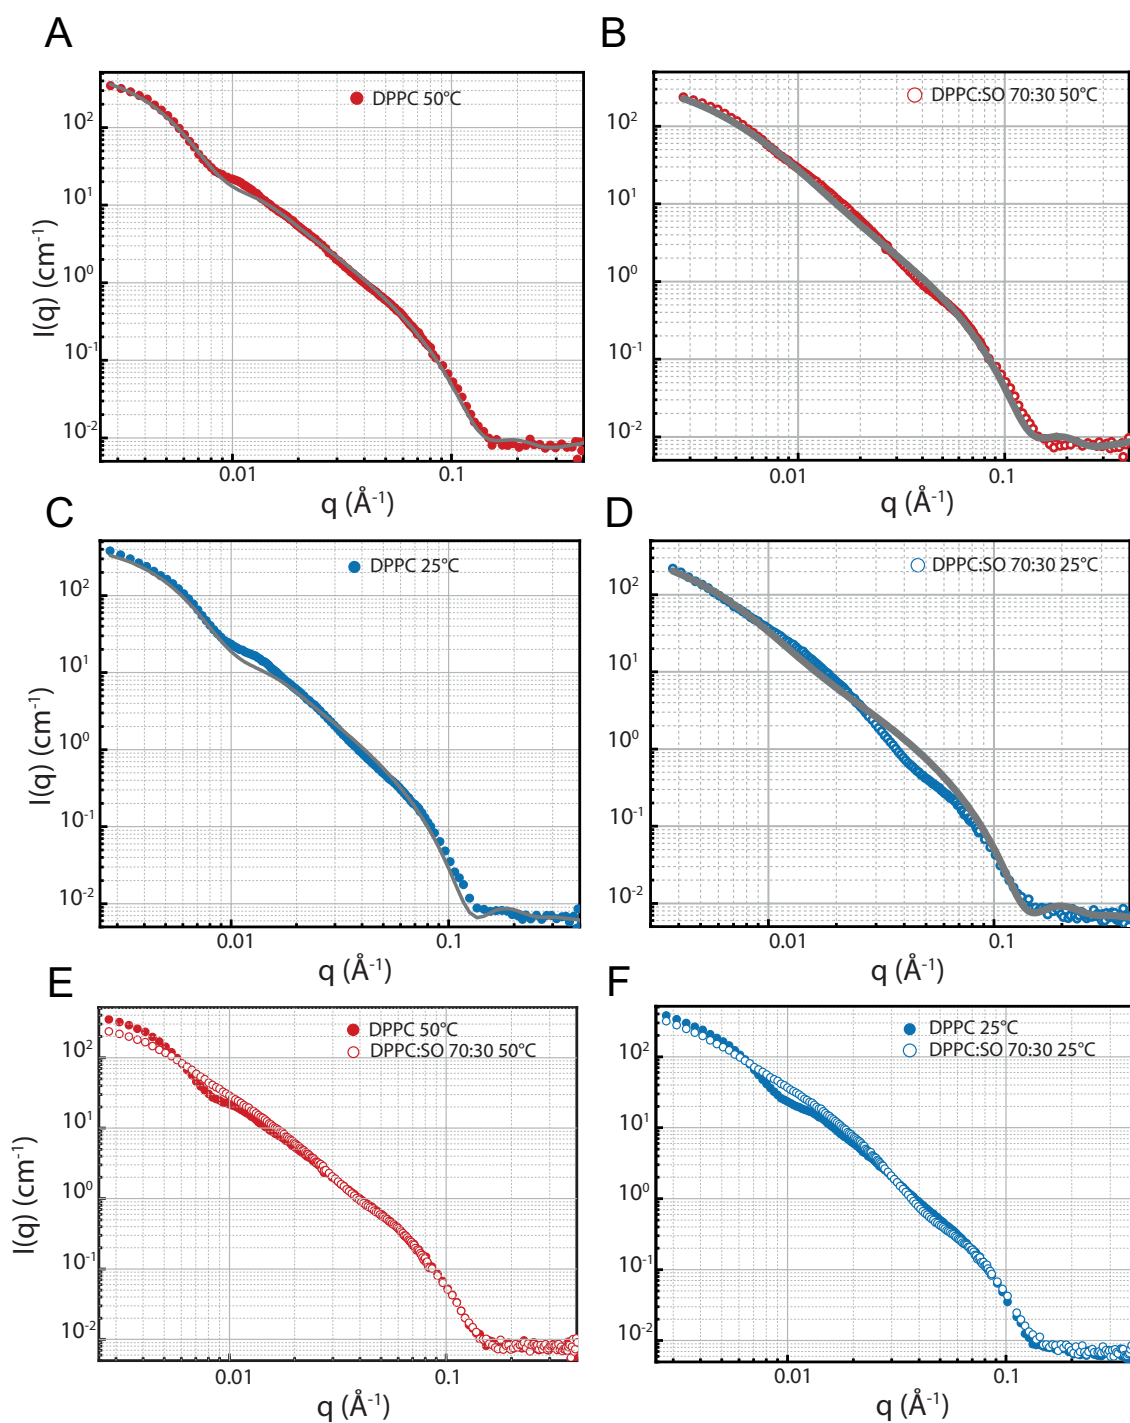 A
B
DPPC 50°C
DPPC:SO 70:30 50°C
10²
10¹
10⁰
10⁻¹
10⁻²
I(q) (cm⁻¹)
0.01
0.1
q (Å⁻¹)
10²
10¹
10⁰
10⁻¹
10⁻²
0.01
0.1
q (Å⁻¹)
C
D
DPPC 25°C
DPPC:SO 70:30 25°C
10²
10¹
10⁰
10⁻¹
10⁻²
I(q) (cm⁻¹)
0.01
0.1
q (Å⁻¹)
10²
10¹
10⁰
10⁻¹
10⁻²
0.01
0.1
q (Å⁻¹)
E
F
DPPC 50°C
DPPC:SO 70:30 50°C
DPPC 25°C
DPPC:SO 70:30 25°C
10²
10¹
10⁰
10⁻¹
10⁻²
I(q) (cm⁻¹)
0.01
0.1
q (Å⁻¹)
10²
10¹
10⁰
10⁻¹
10⁻²
0.01
0.1
q (Å⁻¹)